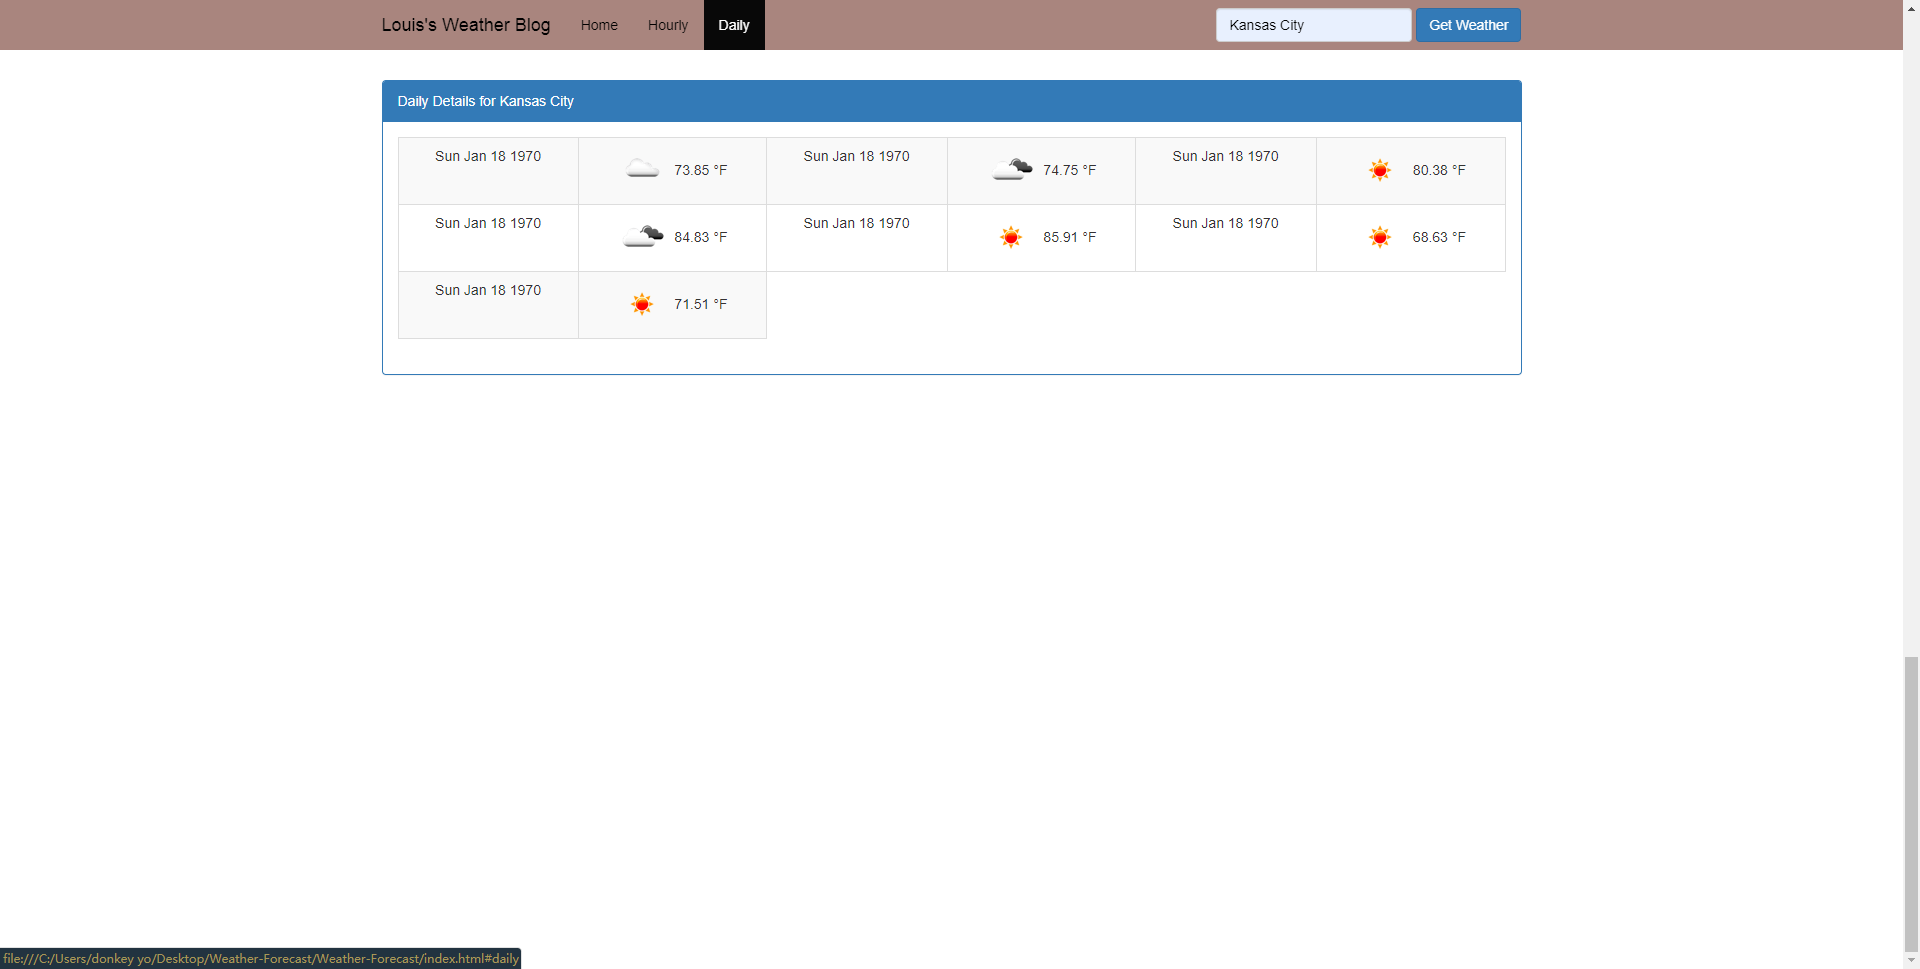 Louis's Weather Blog Home Hourly Daily Kansas City Get Weather
Daily Details for Kansas City
Sun Jan 18 1970 73.85 °F Sun Jan 18 1970 74.75 °F Sun Jan 18 1970 80.38 °F
Sun Jan 18 1970 84.83 °F Sun Jan 18 1970 85.91 °F Sun Jan 18 1970 68.63 °F
Sun Jan 18 1970 71.51 °F
file:///C:/Users/donkey yo/Desktop/Weather-Forecast/Weather-Forecast/index.html#daily